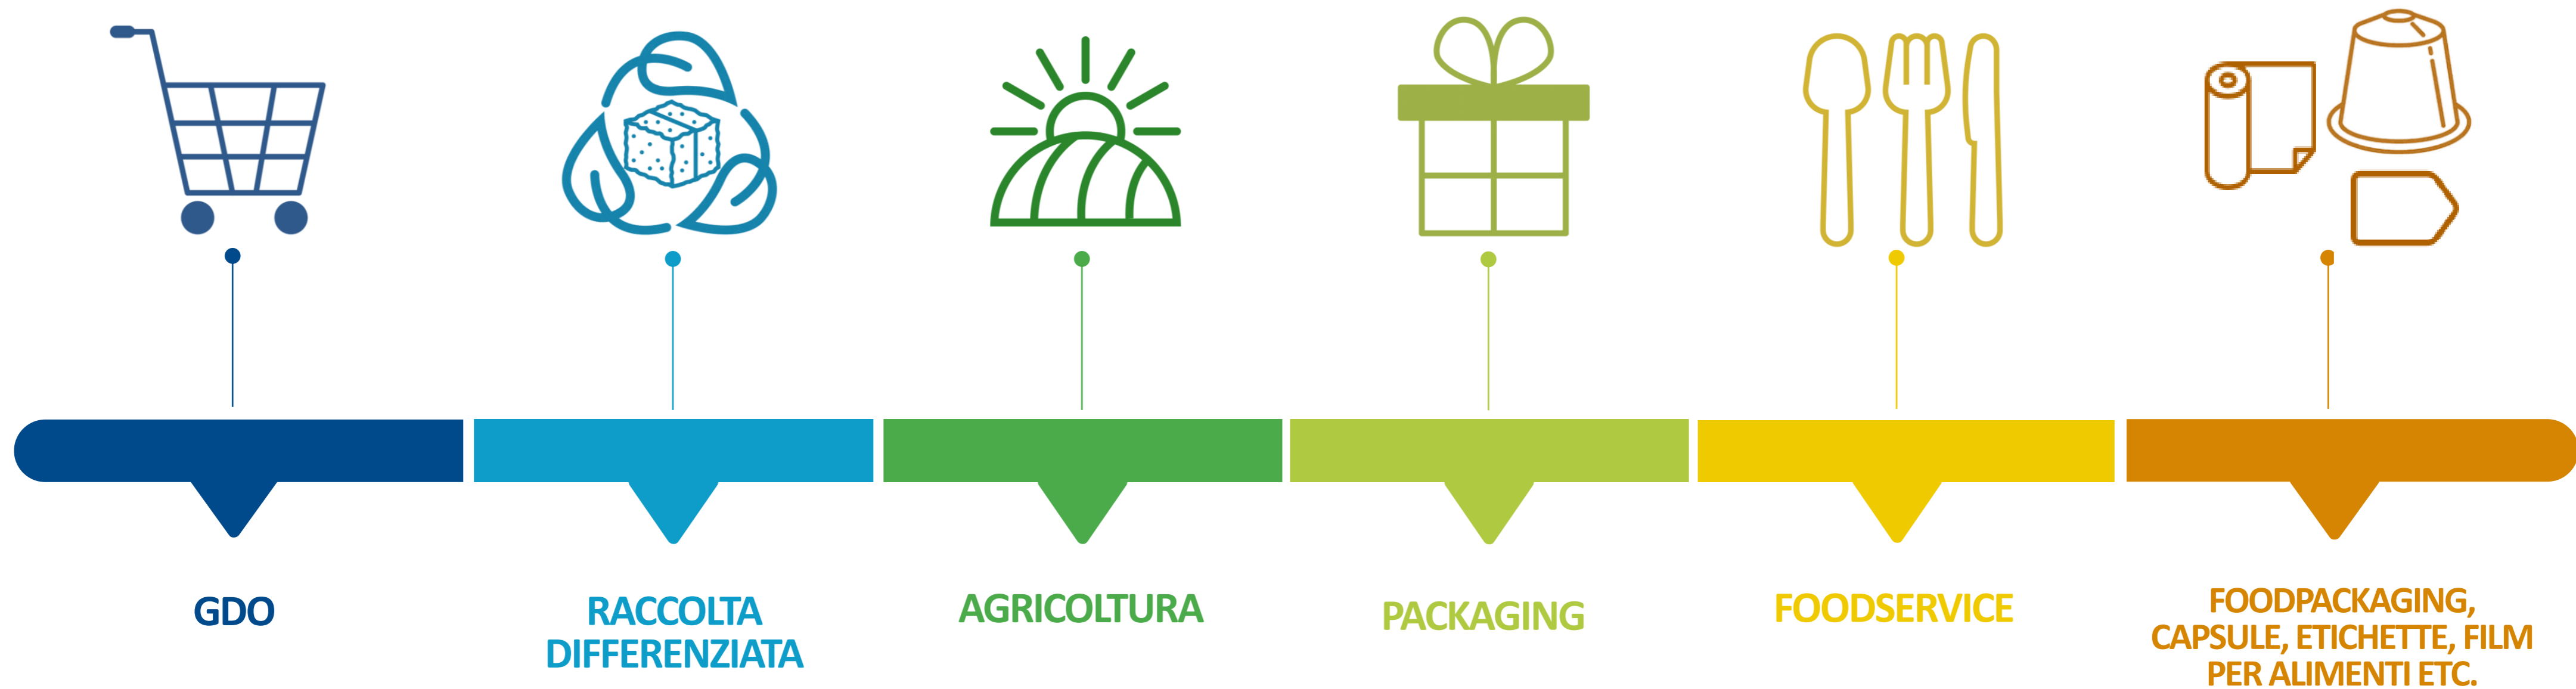 GDO
RACCOLTA
DIFFERENZIATA
AGRICOLTURA
PACKAGING
FOODSERVICE
FOODPACKAGING,
CAPSULE, ETICHETTE, FILM
PER ALIMENTI ETC.